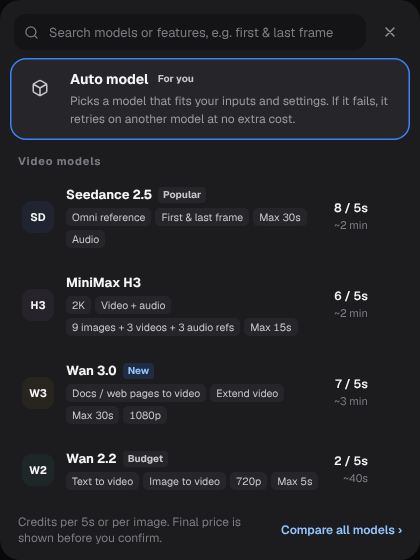 Search models or features, e.g. first & last frame
Auto model For you
Picks a model that fits your inputs and settings. If it fails, it
retries on another model at no extra cost.
Video models
SD
Seedance 2.5 Popular
Omni reference First & last frame Max 30s
Audio
8 / 5s
~2 min
H3
MiniMax H3
2K Video + audio
9 images + 3 videos + 3 audio refs Max 15s
6 / 5s
~2 min
W3
Wan 3.0 New
Docs / web pages to video Extend video
Max 30s 1080p
7 / 5s
~3 min
W2
Wan 2.2 Budget
Text to video Image to video 720p Max 5s
2 / 5s
~40s
Credits per 5s or per image. Final price is
shown before you confirm.
Compare all models ›